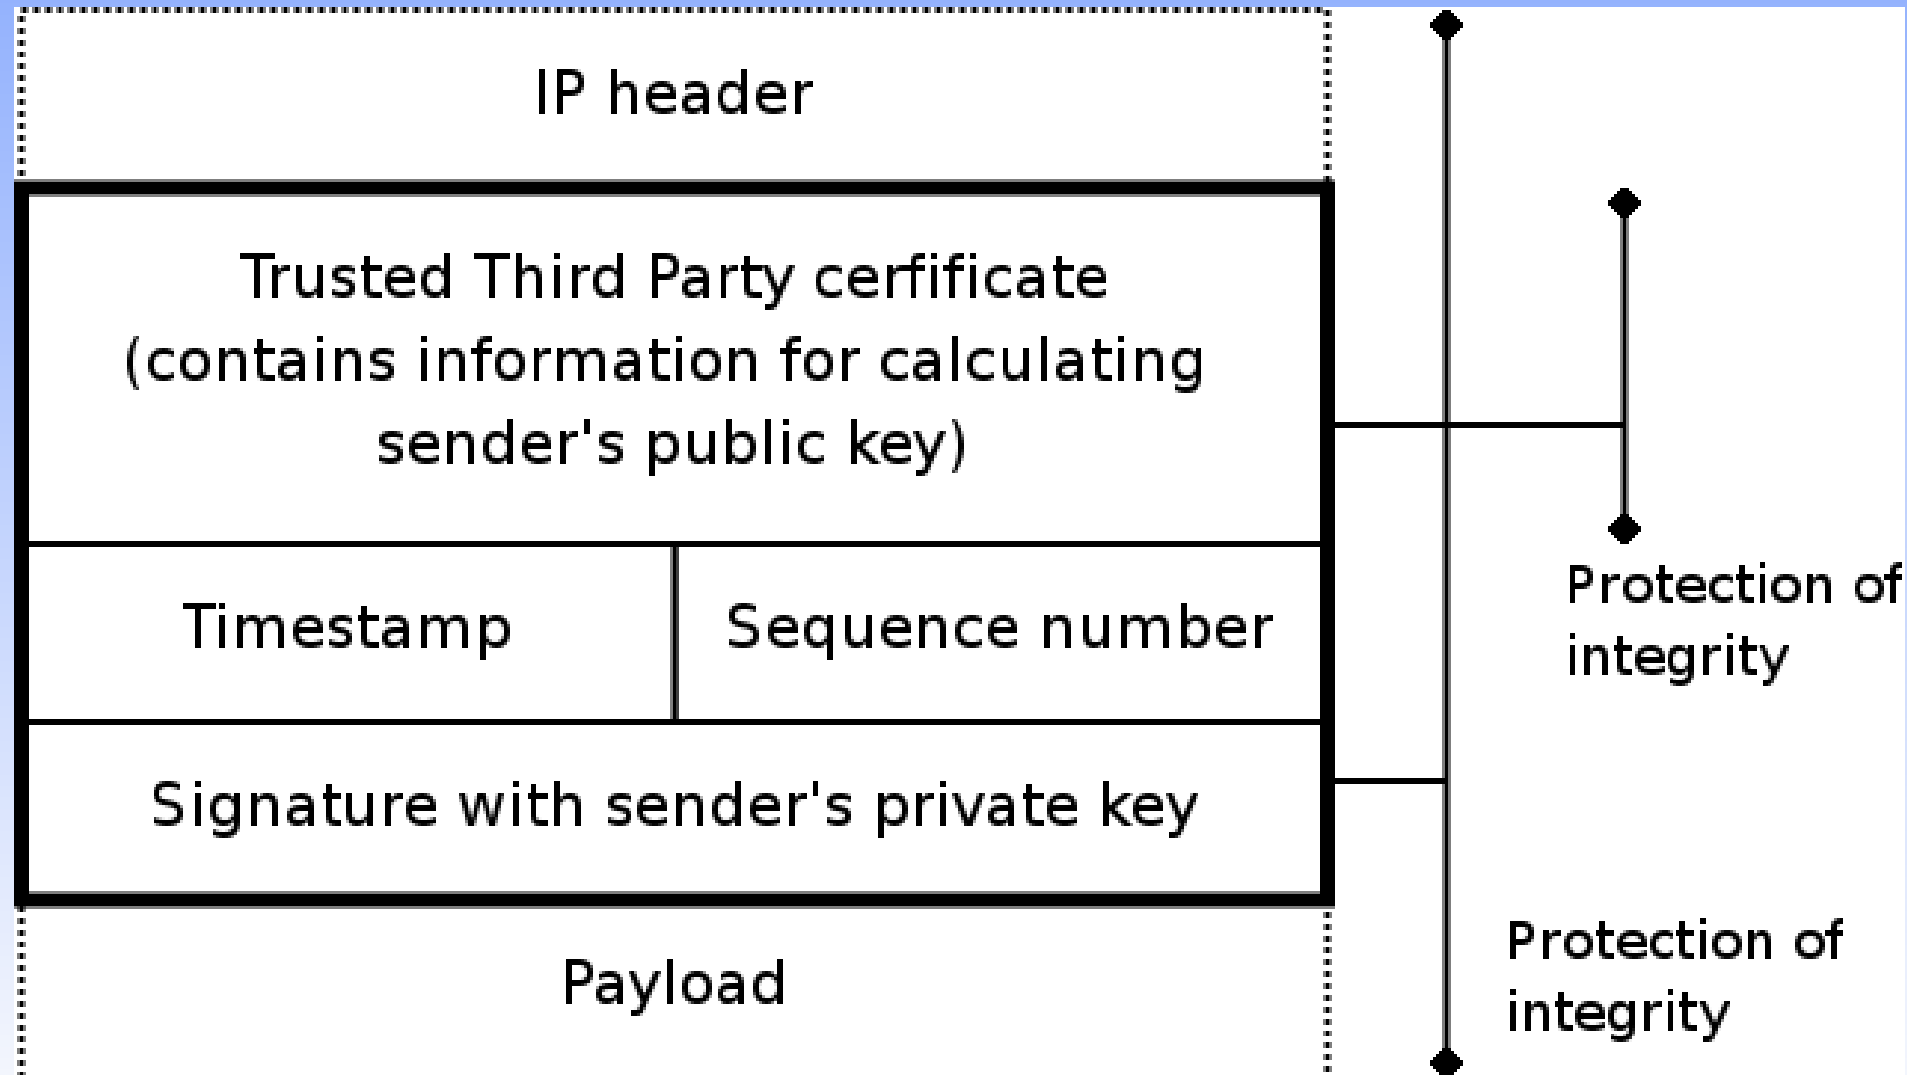 IP header
Trusted Third Party cerfificate
(contains information for calculating
sender's public key)
Timestamp
Sequence number
Signature with sender's private key
Payload
Protection of
integrity
Protection of
integrity